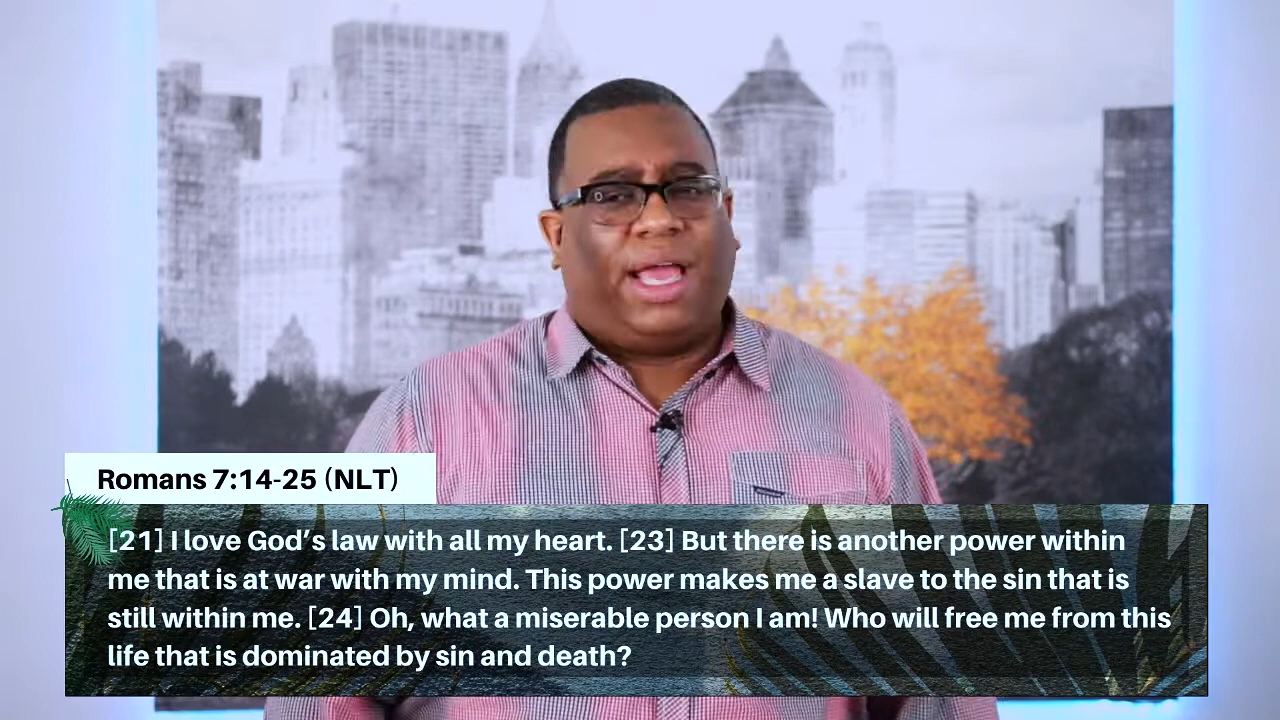 Romans 7:14-25 (NLT)
[21] I love God’s law with all my heart. [23] But there is another power within
me that is at war with my mind. This power makes me a slave to the sin that is
still within me. [24] Oh, what a miserable person I am! Who will free me from this
life that is dominated by sin and death?